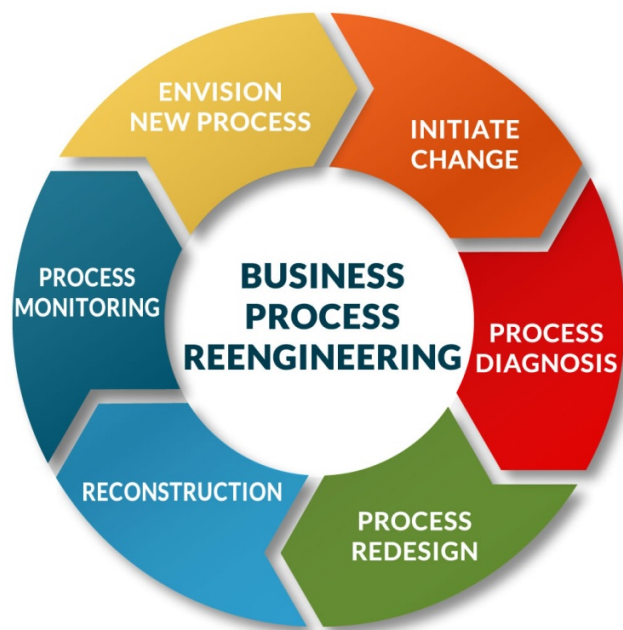 ENVISION
NEW PROCESS
INITIATE
CHANGE
PROCESS
DIAGNOSIS
PROCESS
REDESIGN
RECONSTRUCTION
PROCESS
MONITORING
BUSINESS
PROCESS
REENGINEERING